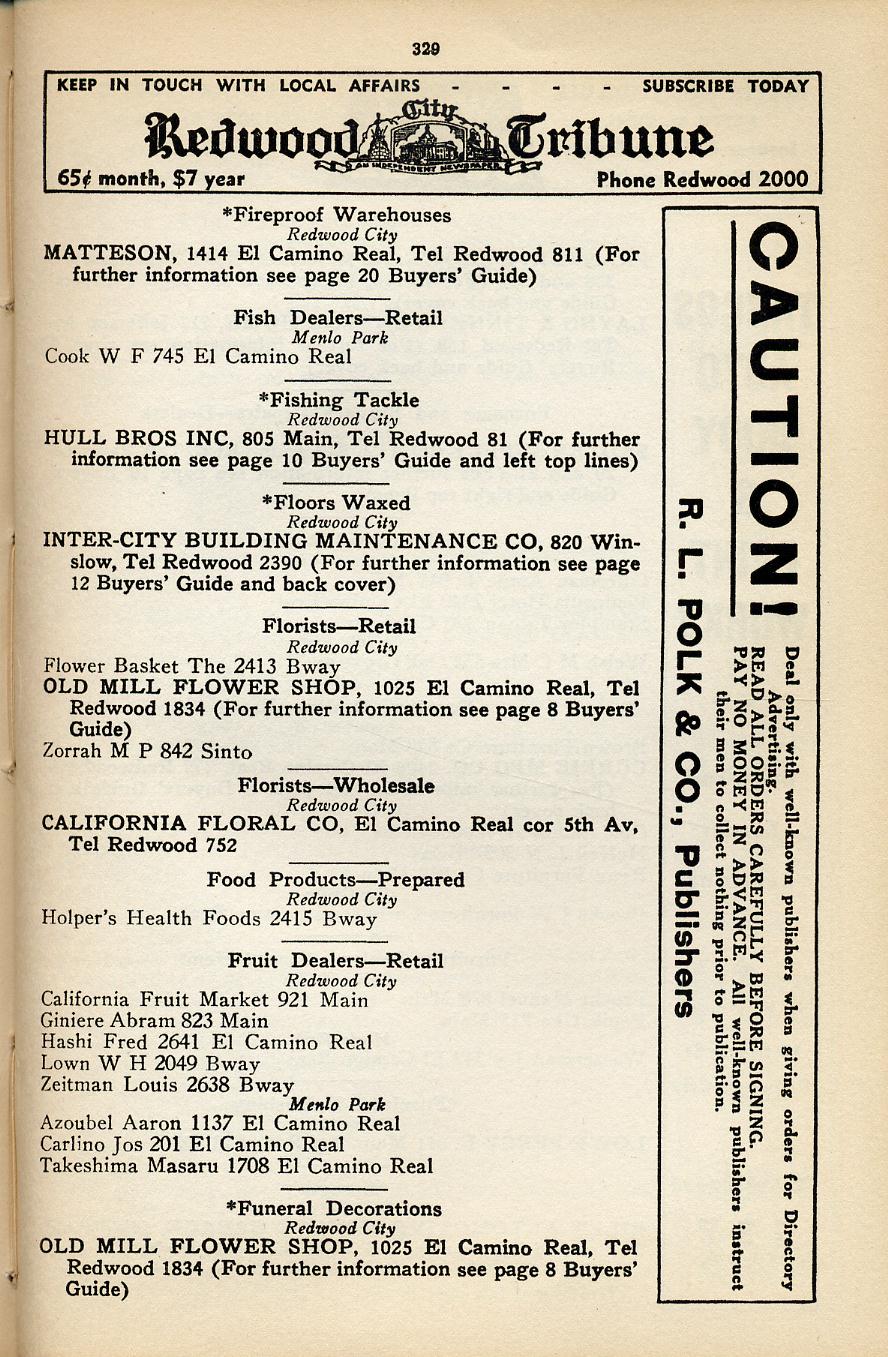 329
KEEP IN TOUCH WITH LOCAL AFFAIRS - - - - SUBSCRIBE TODAY
Redwood City Tribune
AN INDEPENDENT NEWSPAPER
65¢ month, $7 year Phone Redwood 2000
*Fireproof Warehouses
Redwood City
MATTESON, 1414 El Camino Real, Tel Redwood 811 (For
further information see page 20 Buyers' Guide)
Fish Dealers—Retail
Menlo Park
Cook W F 745 El Camino Real
*Fishing Tackle
Redwood City
HULL BROS INC, 805 Main, Tel Redwood 81 (For further
information see page 10 Buyers' Guide and left top lines)
*Floors Waxed
Redwood City
INTER-CITY BUILDING MAINTENANCE CO, 820 Win-
slow, Tel Redwood 2390 (For further information see page
12 Buyers' Guide and back cover)
Florists—Retail
Redwood City
Flower Basket The 2413 Bway
OLD MILL FLOWER SHOP, 1025 El Camino Real, Tel
Redwood 1834 (For further information see page 8 Buyers'
Guide)
Zorrah M P 842 Sinto
Florists—Wholesale
Redwood City
CALIFORNIA FLORAL CO, El Camino Real cor 5th Av,
Tel Redwood 752
Food Products—Prepared
Redwood City
Holper's Health Foods 2415 Bway
Fruit Dealers—Retail
Redwood City
California Fruit Market 921 Main
Giniere Abram 823 Main
Hashi Fred 2641 El Camino Real
Lown W H 2049 Bway
Zeitman Louis 2638 Bway
Menlo Park
Azoubel Aaron 1137 El Camino Real
Carlino Jos 201 El Camino Real
Takeshima Masaru 1708 El Camino Real
*Funeral Decorations
Redwood City
OLD MILL FLOWER SHOP, 1025 El Camino Real, Tel
Redwood 1834 (For further information see page 8 Buyers'
Guide)
CAUTION!
Deal only with well-known publishers when giving orders for Directory
Advertising.
READ ALL ORDERS CAREFULLY BEFORE SIGNING.
PAY NO MONEY IN ADVANCE. All well-known publishers instruct
their men to collect nothing prior to publication.
R. L. POLK & CO., Publishers